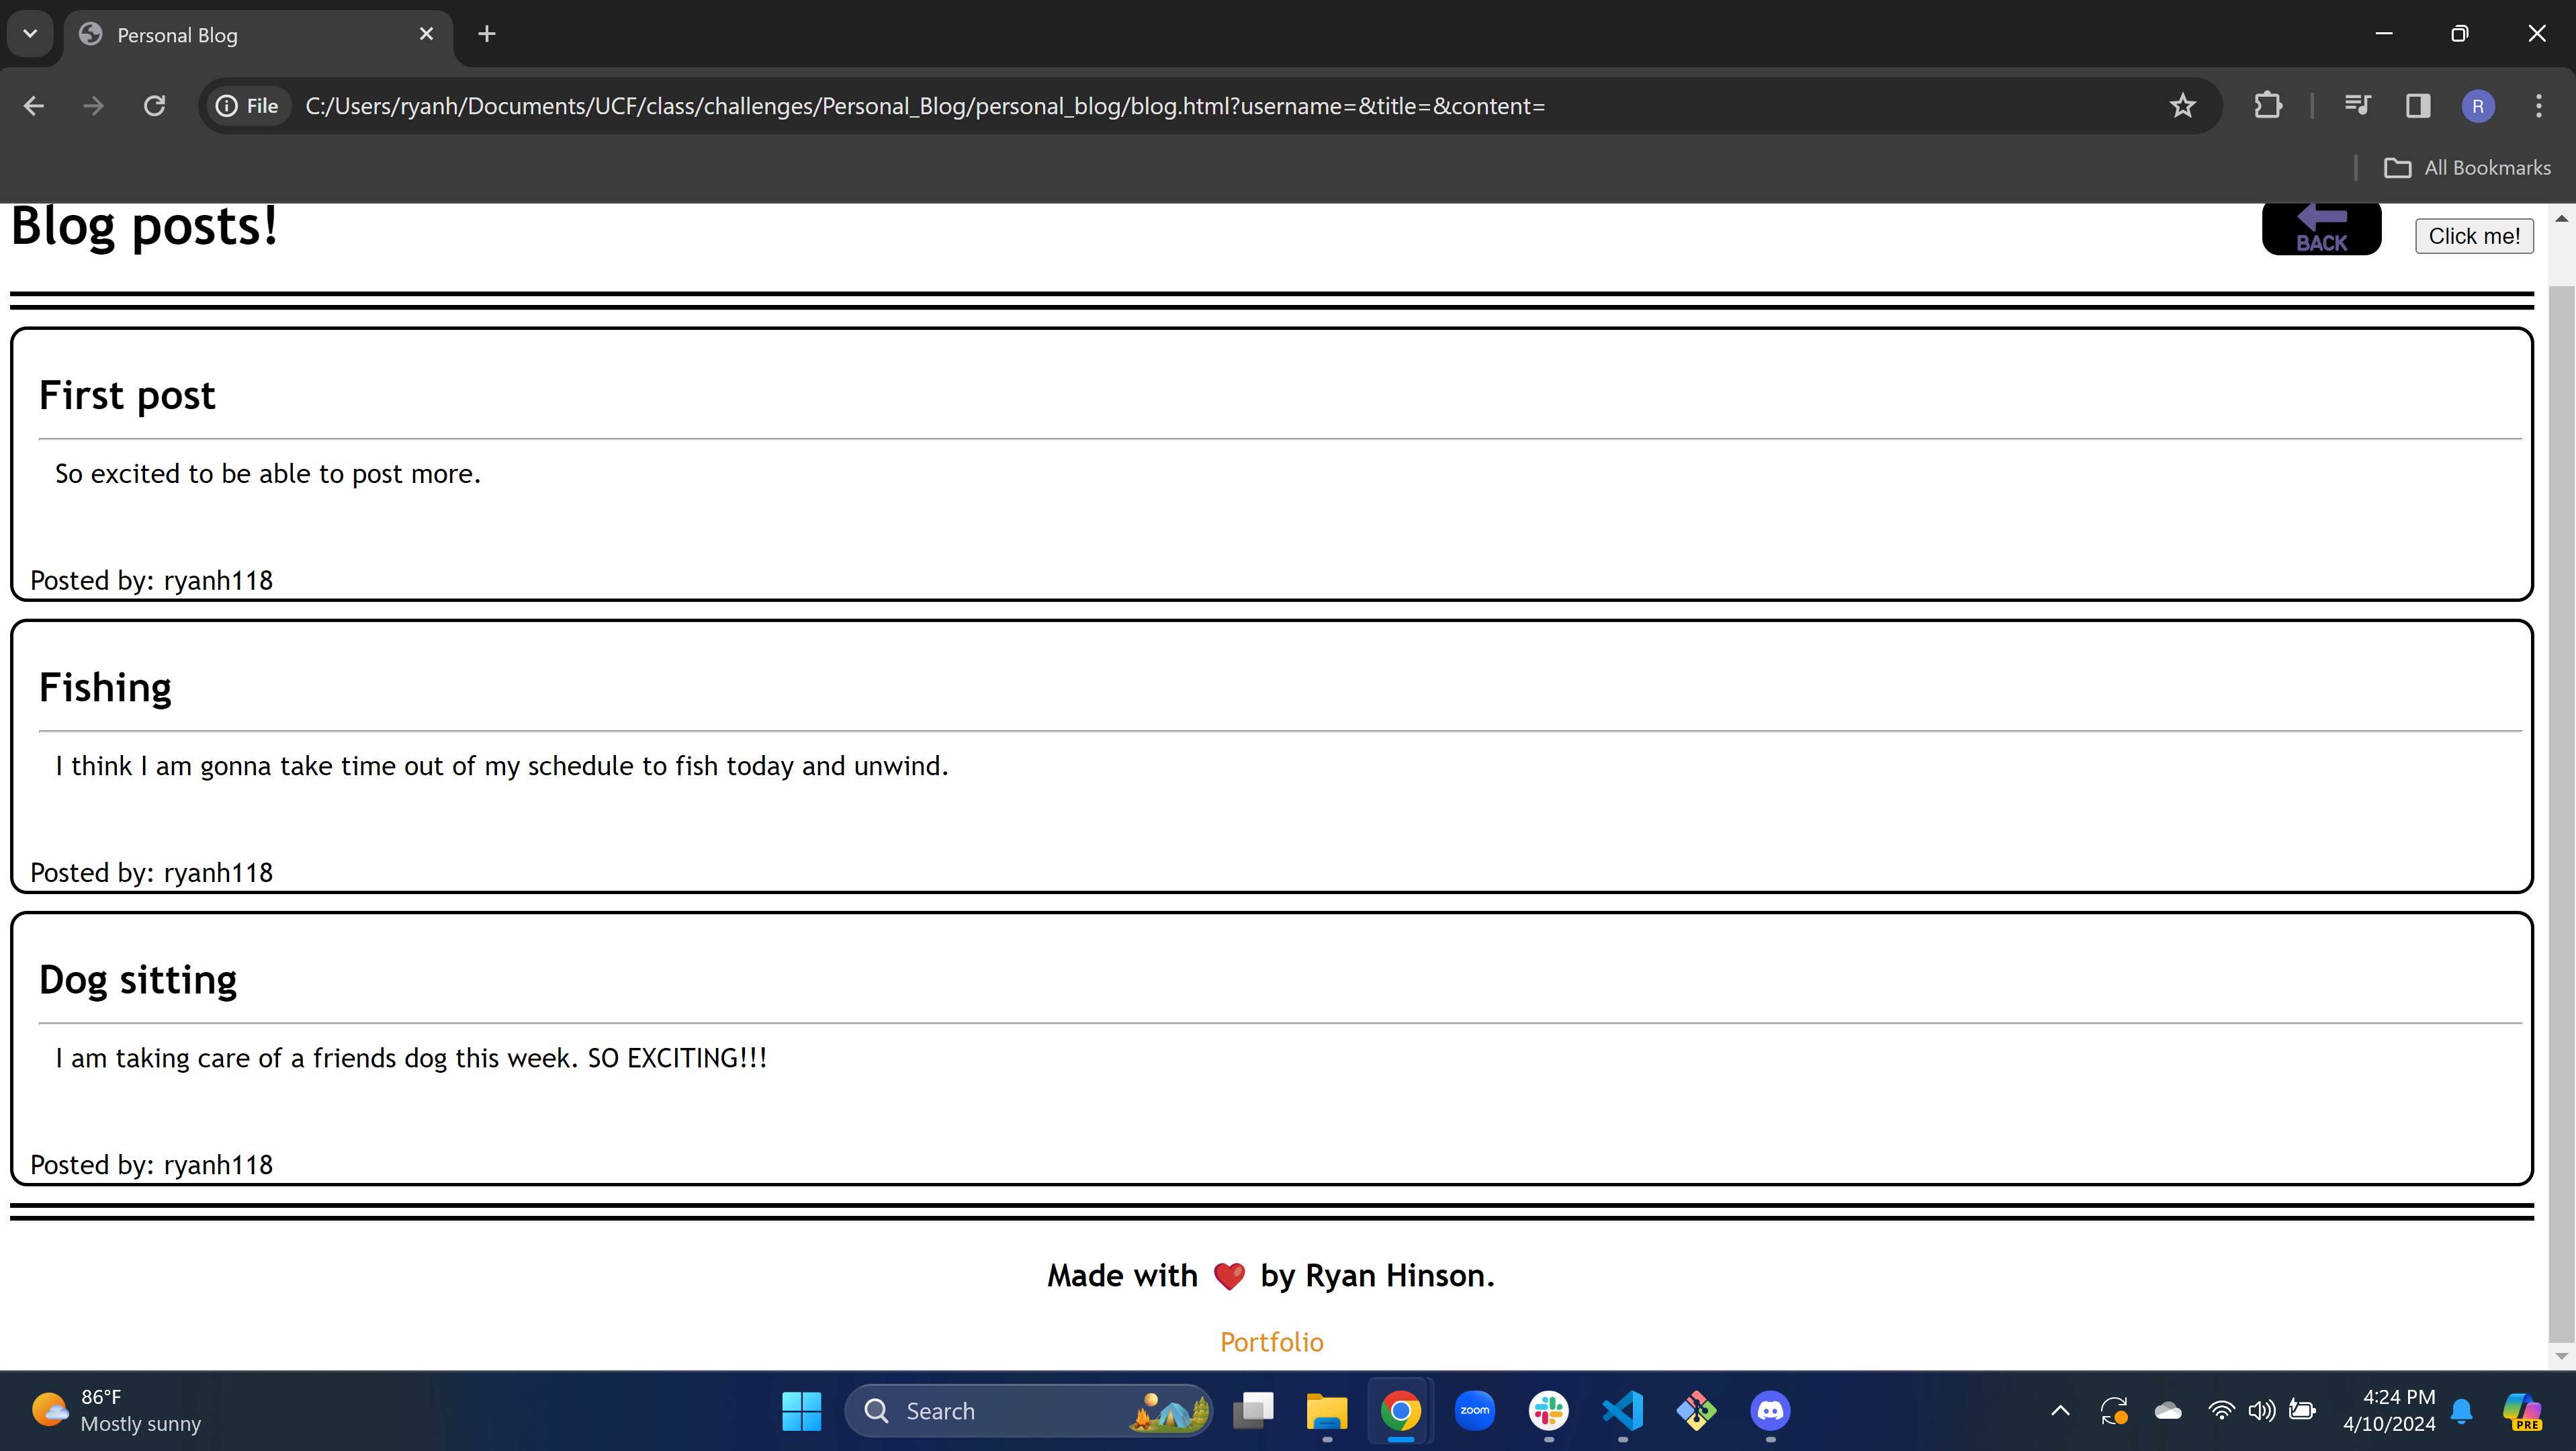 Personal Blog
File C:/Users/ryanh/Documents/UCF/class/challenges/Personal_Blog/personal_blog/blog.html?username=&title=&content= R
All Bookmarks
Blog posts! BACK Click me!
First post
So excited to be able to post more.
Posted by: ryanh118
Fishing
I think I am gonna take time out of my schedule to fish today and unwind.
Posted by: ryanh118
Dog sitting
I am taking care of a friends dog this week. SO EXCITING!!!
Posted by: ryanh118
Made with ❤️ by Ryan Hinson.
Portfolio
86°F
Mostly sunny
Search
zoom
4:24 PM
4/10/2024
PRE